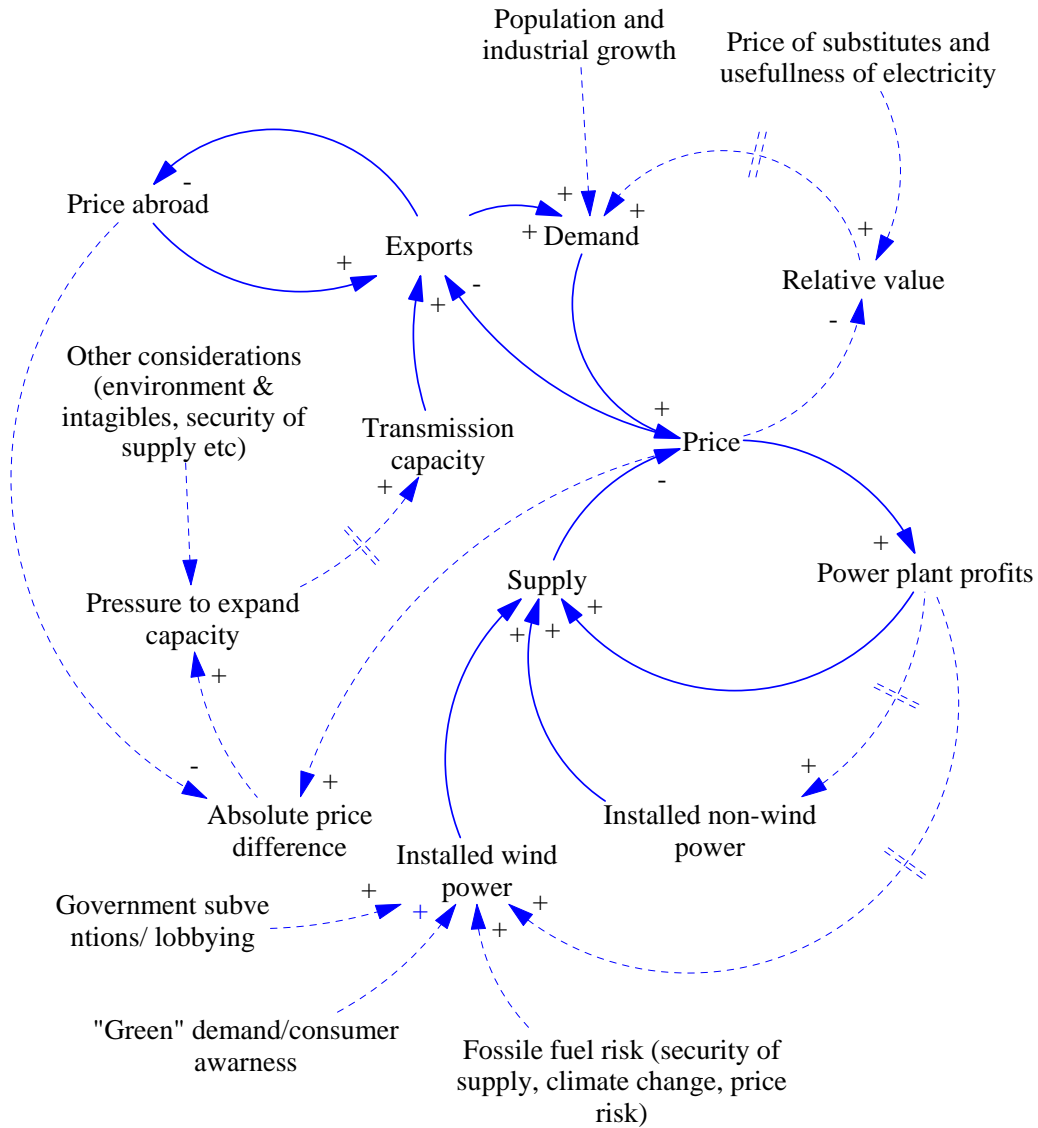 Population and
industrial growth
Price of substitutes and
usefullness of electricity
-
Price abroad
+
+
+
Exports
Demand
+
+
Relative value
-
+
-
+
Other considerations
(environment &
intagibles, security of
supply etc)
Transmission
capacity
+
Price
-
+
+
Supply
Power plant profits
Pressure to expand
capacity
+
+
+
+
-
+
+
Absolute price
difference
Installed non-wind
power
Installed wind
power
+
+
+
+
Government subve
ntions/ lobbying
"Green" demand/consumer
awarness
Fossile fuel risk (security of
supply, climate change, price
risk)